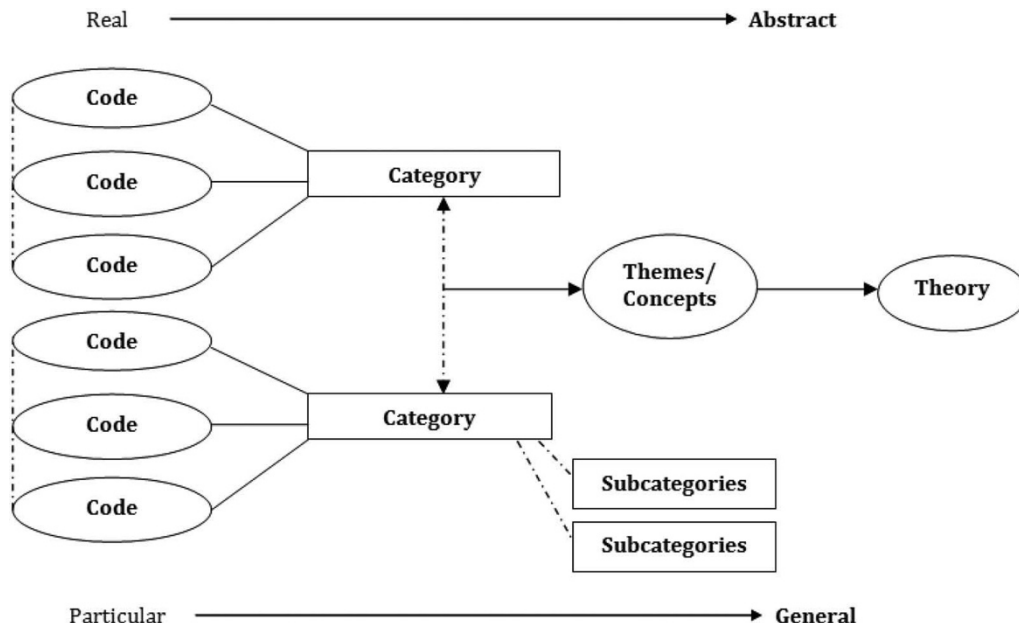 Real
Abstract
Code
Code
Category
Code
Themes/
Concepts
Theory
Code
Code
Category
Code
Subcategories
Subcategories
Particular
General